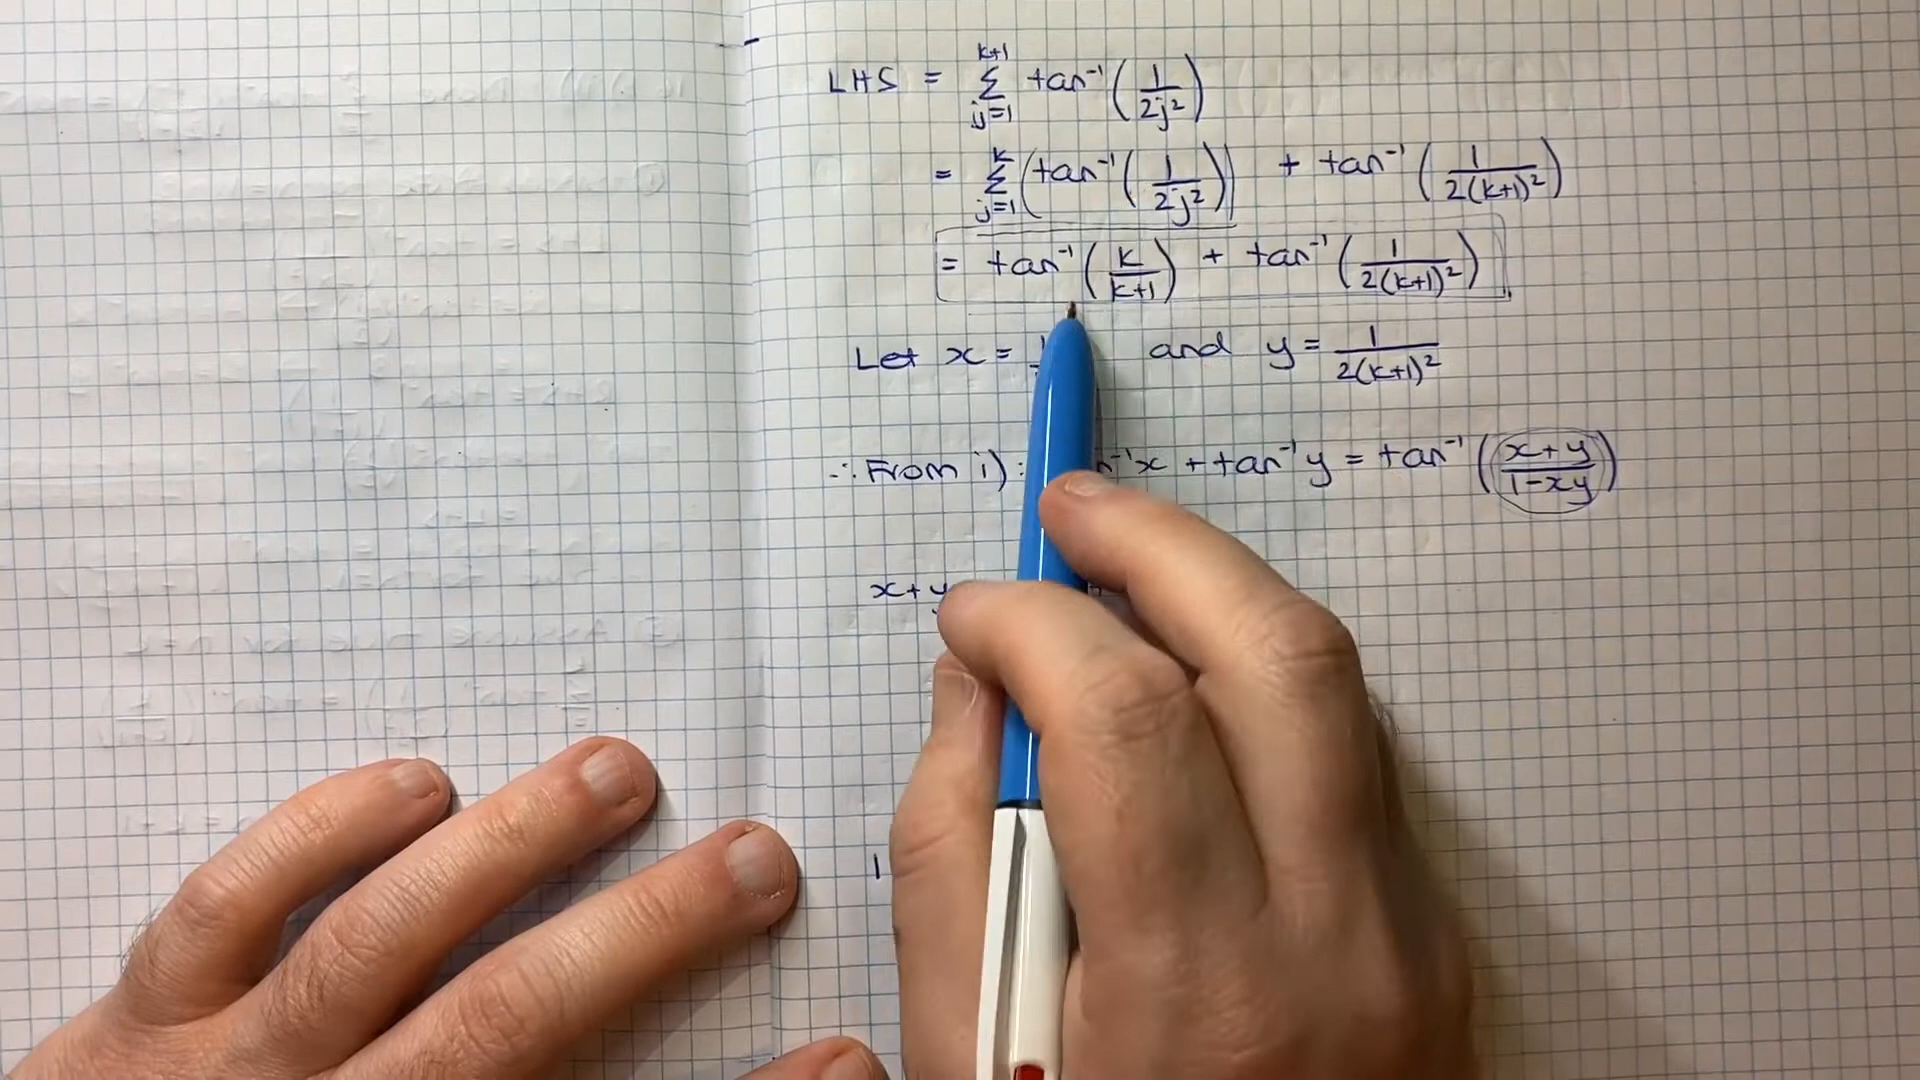 LHS = ∑_{j=1}^{k+1} tan⁻¹(1/2j²)
= ∑_{j=1}^{k} (tan⁻¹(1/2j²)) + tan⁻¹(1/2(k+1)²)
= tan⁻¹(k/k+1) + tan⁻¹(1/2(k+1)²)
Let x = and y = 1/2(k+1)²
∴ From i) : ⁻¹x + tan⁻¹y = tan⁻¹(x+y/1-xy)
x+y
1